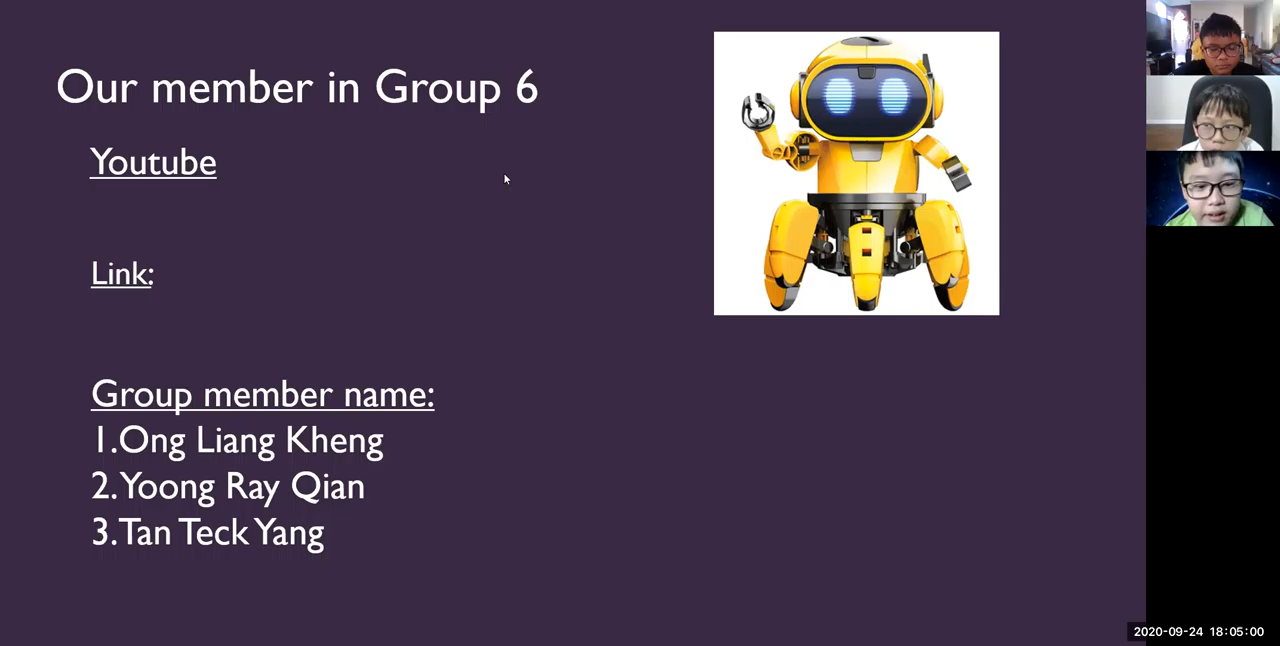 Our member in Group 6
Youtube
Link:
Group member name:
1.Ong Liang Kheng
2.Yoong Ray Qian
3.Tan Teck Yang
2020-09-24 18:05:00